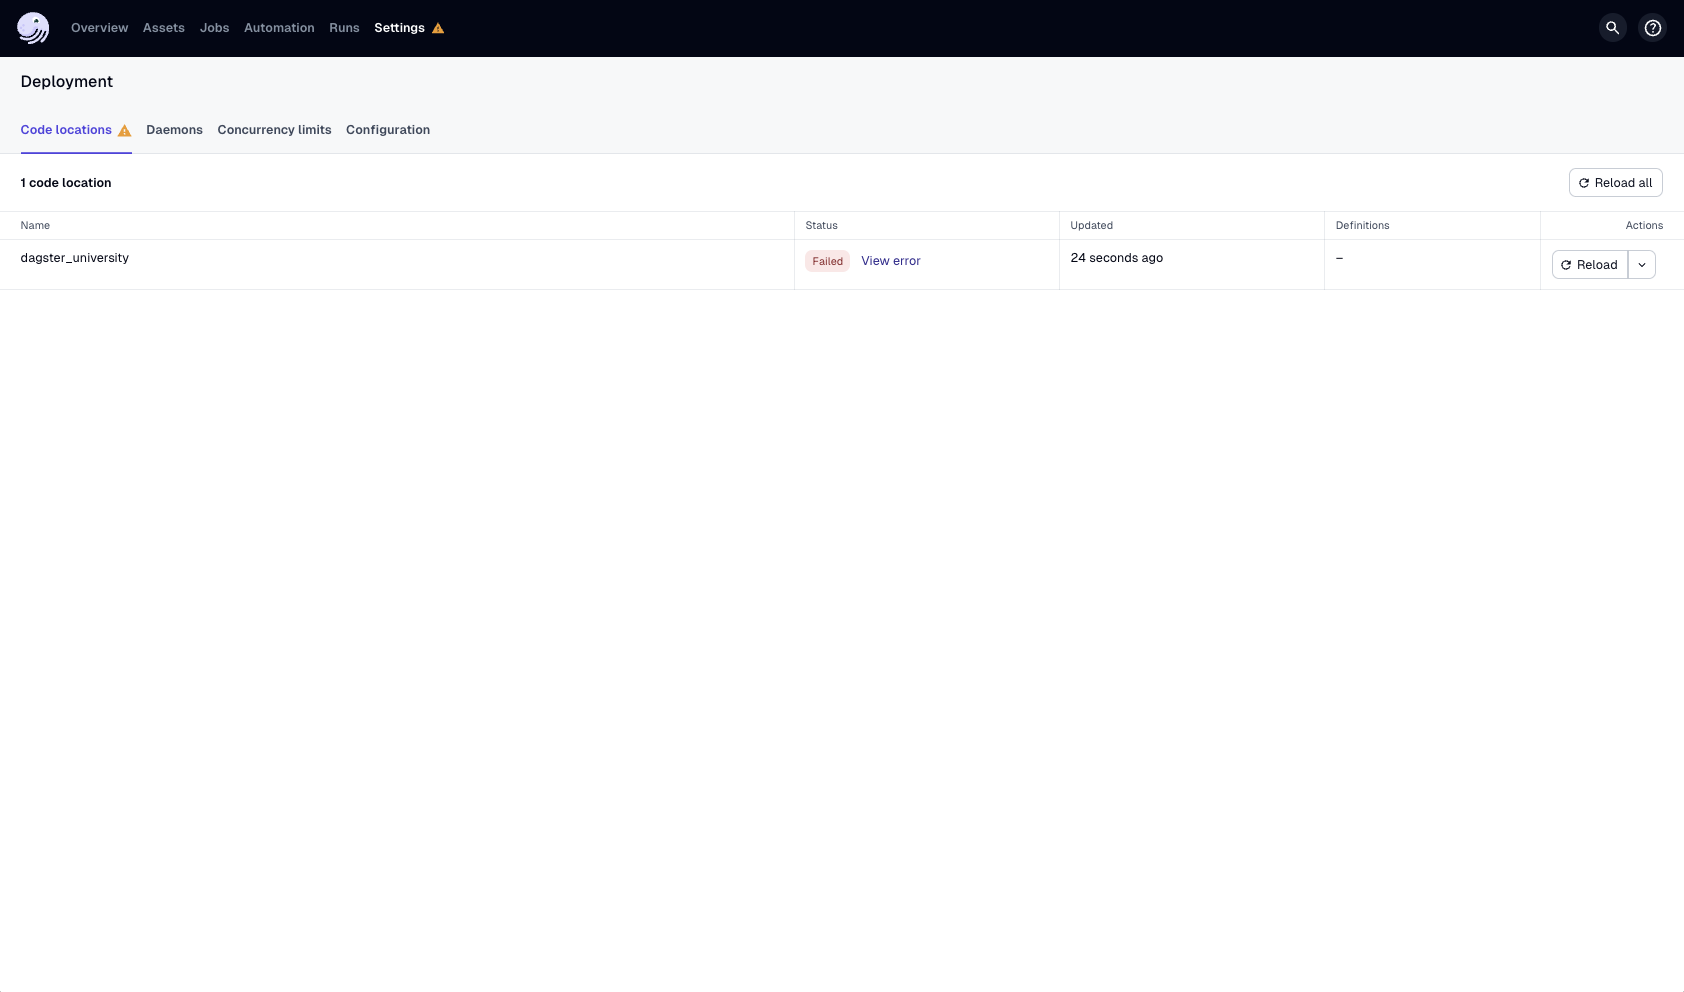 Overview Assets Jobs Automation Runs Settings
Deployment
Code locations Daemons Concurrency limits Configuration
1 code location Reload all
Name Status Updated Definitions Actions
dagster_university Failed View error 24 seconds ago – Reload